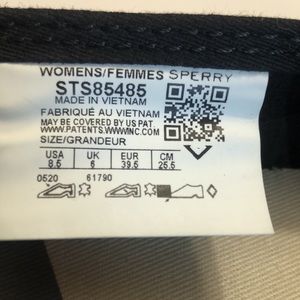 WOMENS/FEMMES SPERRY
STS85485
MADE IN VIETNAM
FABRIQUÉ AU VIETNAM
MAY BE COVERED BY US PAT.
WWW.PATENTS.WWWINC.COM
SIZE/GRANDEUR
USA UK EUR CM
8.5 6 39.5 25.5
0520 61790